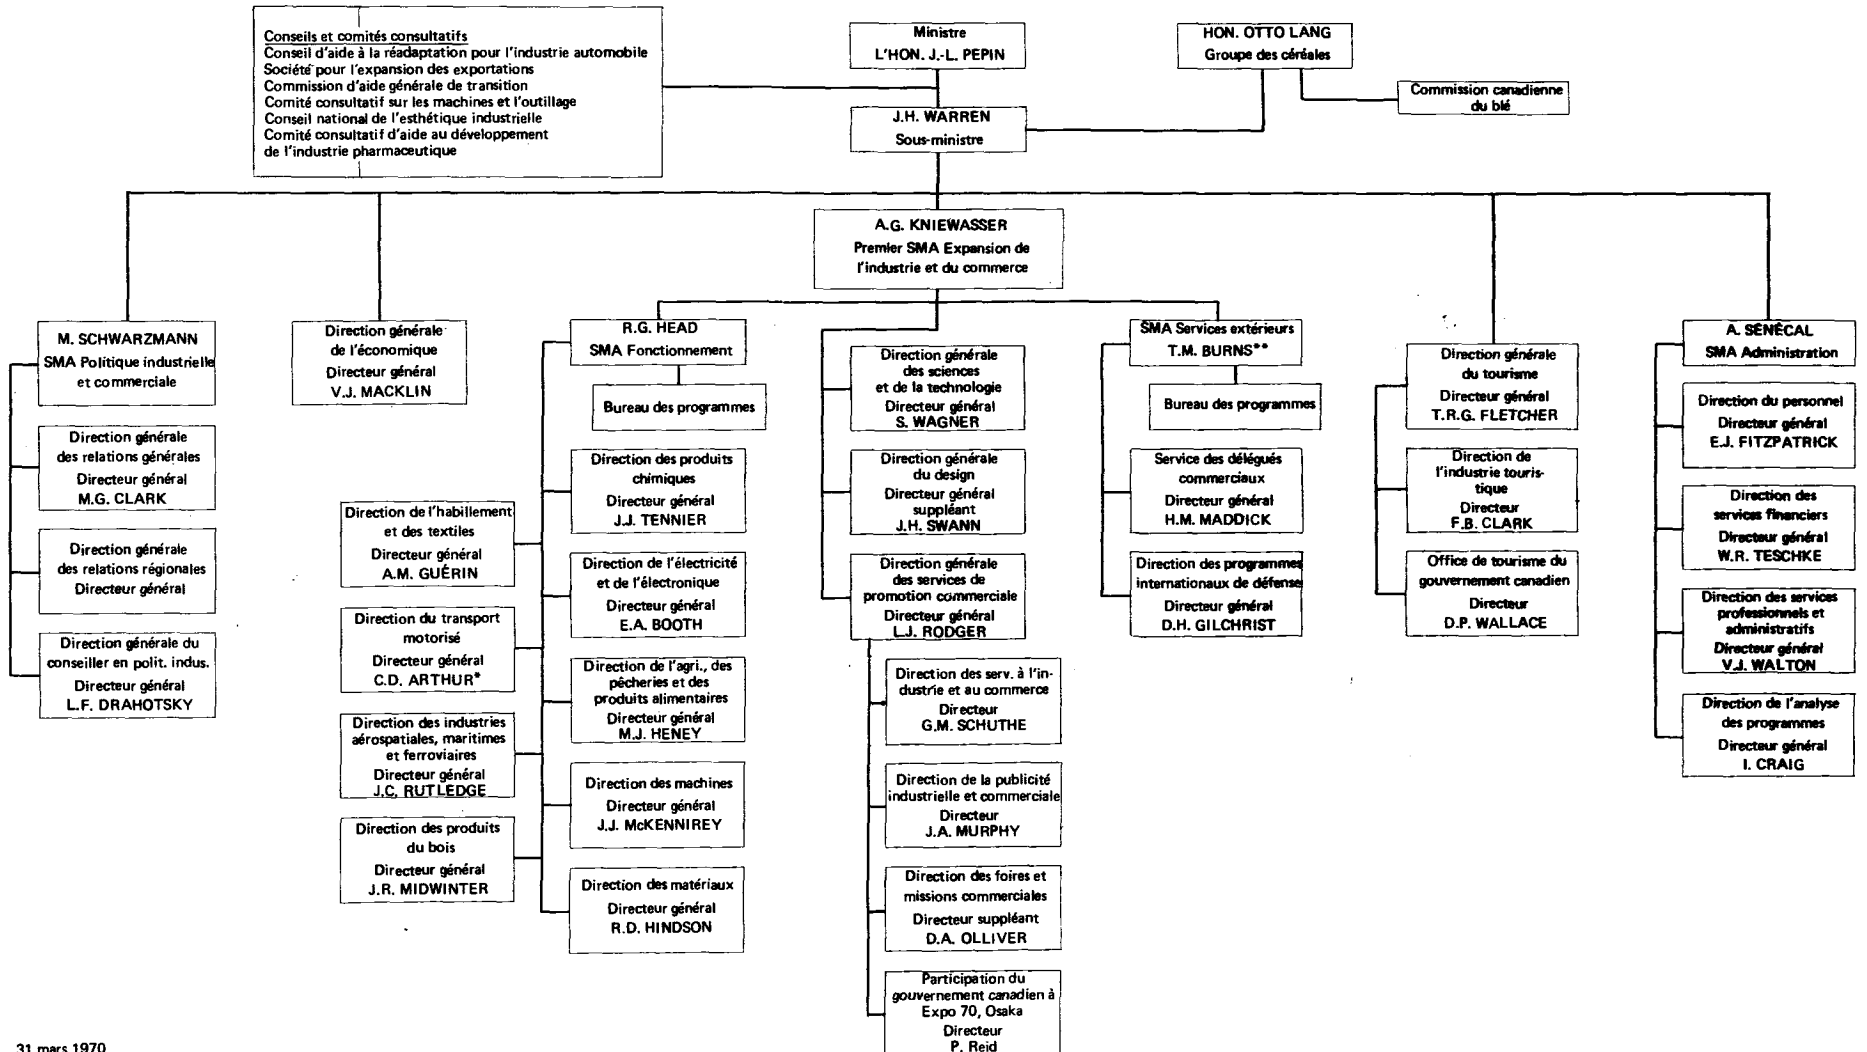 Conseils et comités consultatifs
Conseil d'aide à la réadaptation pour l'industrie automobile
Société pour l'expansion des exportations
Commission d'aide générale de transition
Comité consultatif sur les machines et l'outillage
Conseil national de l'esthétique industrielle
Comité consultatif d'aide au développement
de l'industrie pharmaceutique
Ministre
L'HON. J.-L. PEPIN
HON. OTTO LANG
Groupe des céréales
Commission canadienne
du blé
J.H. WARREN
Sous-ministre
A.G. KNIEWASSER
Premier SMA Expansion de
l'industrie et du commerce
M. SCHWARZMANN
SMA Politique industrielle
et commerciale
Direction générale
des relations générales
Directeur général
M.G. CLARK
Direction générale
des relations régionales
Directeur général
Direction générale du
conseiller en polit. indus.
Directeur général
L.F. DRAHOTSKY
Direction générale
de l'économique
Directeur général
V.J. MACKLIN
R.G. HEAD
SMA Fonctionnement
Bureau des programmes
Direction de l'habillement
et des textiles
Directeur général
A.M. GUÉRIN
Direction du transport
motorisé
Directeur général
C.D. ARTHUR*
Direction des industries
aérospatiales, maritimes
et ferroviaires
Directeur général
J.C. RUTLEDGE
Direction des produits
du bois
Directeur général
J.R. MIDWINTER
Direction des produits
chimiques
Directeur général
J.J. TENNIER
Direction de l'électricité
et de l'électronique
Directeur général
E.A. BOOTH
Direction de l'agri., des
pêcheries et des
produits alimentaires
Directeur général
M.J. HENEY
Direction des machines
Directeur général
J.J. McKENNIREY
Direction des matériaux
Directeur général
R.D. HINDSON
Direction générale
des sciences
et de la technologie
Directeur général
S. WAGNER
Direction générale
du design
Directeur général
suppléant
J.H. SWANN
Direction générale
des services de
promotion commerciale
Directeur général
L.J. RODGER
Direction des serv. à l'in-
dustrie et au commerce
Directeur
G.M. SCHUTHE
Direction de la publicité
industrielle et commerciale
Directeur
J.A. MURPHY
Direction des foires et
missions commerciales
Directeur suppléant
D.A. OLLIVER
Participation du
gouvernement canadien à
Expo 70, Osaka
Directeur
P. Reid
SMA Services extérieurs
T.M. BURNS**
Bureau des programmes
Service des délégués
commerciaux
Directeur général
H.M. MADDICK
Direction des programmes
internationaux de défense
Directeur général
D.H. GILCHRIST
Direction générale
du tourisme
Directeur général
T.R.G. FLETCHER
Direction de
l'industrie touris-
tique
Directeur
F.B. CLARK
Office de tourisme du
gouvernement canadien
Directeur
D.P. WALLACE
A. SÉNÉCAL
SMA Administration
Direction du personnel
Directeur général
E.J. FITZPATRICK
Direction des
services financiers
Directeur général
W.R. TESCHKE
Direction des services
professionnels et
administratifs
Directeur général
V.J. WALTON
Direction de l'analyse
des programmes
Directeur général
I. CRAIG
31 mars 1970